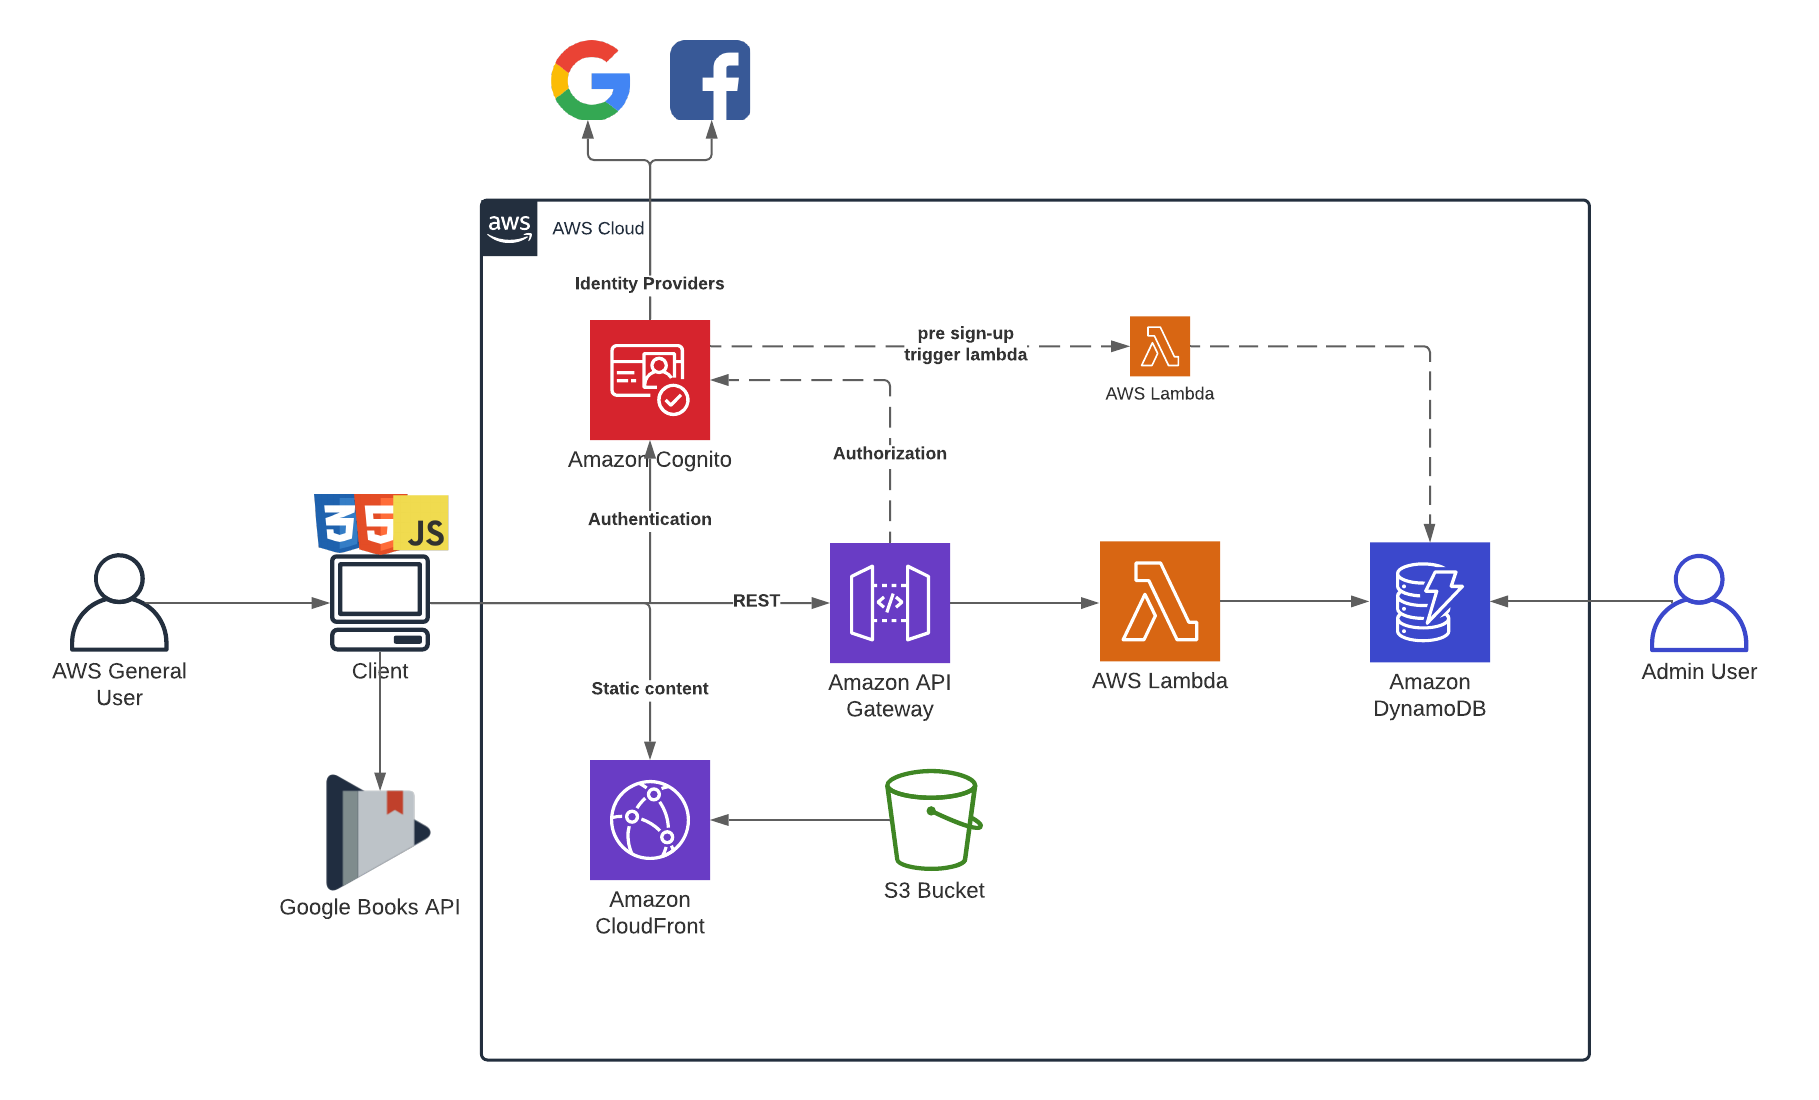 aws
AWS Cloud
Identity Providers
pre sign-up
trigger lambda
AWS Lambda
Amazon Cognito
Authorization
Authentication
3
5
JS
REST
AWS General
User
Client
Static content
Amazon API
Gateway
AWS Lambda
Amazon
DynamoDB
Admin User
Google Books API
Amazon
CloudFront
S3 Bucket